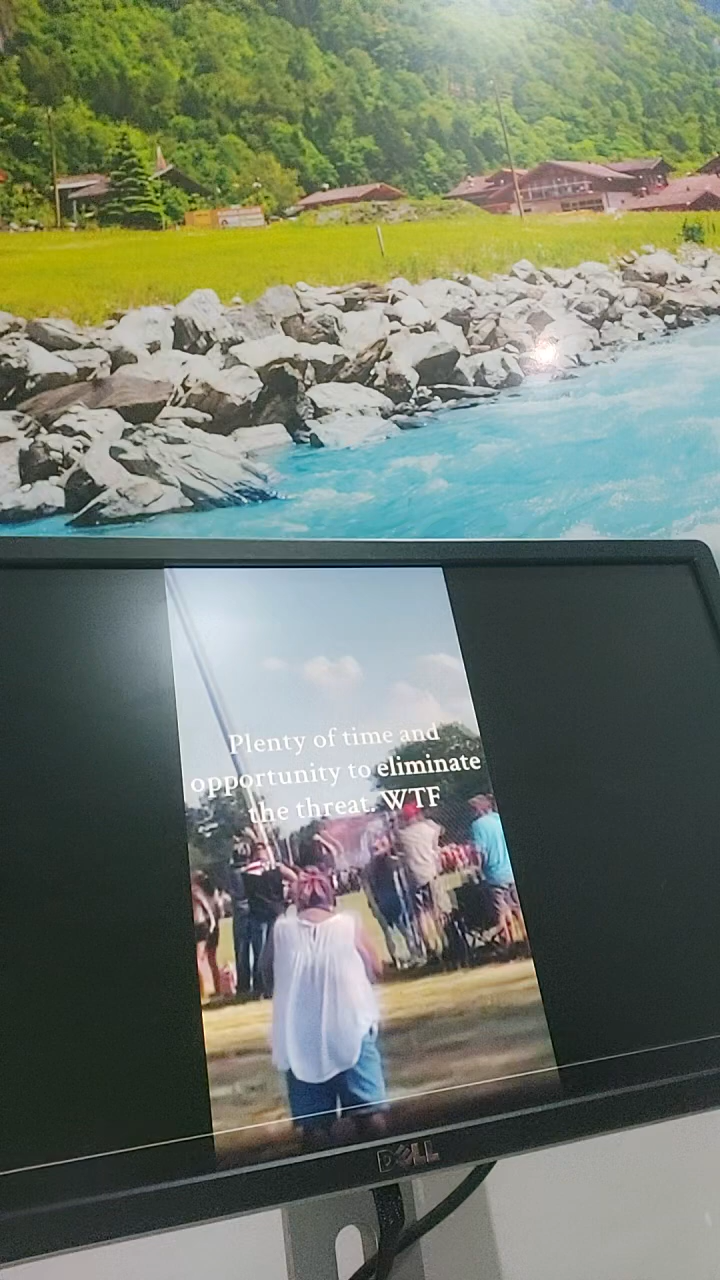 Plenty of time and
opportunity to eliminate
the threat. WTF
DELL